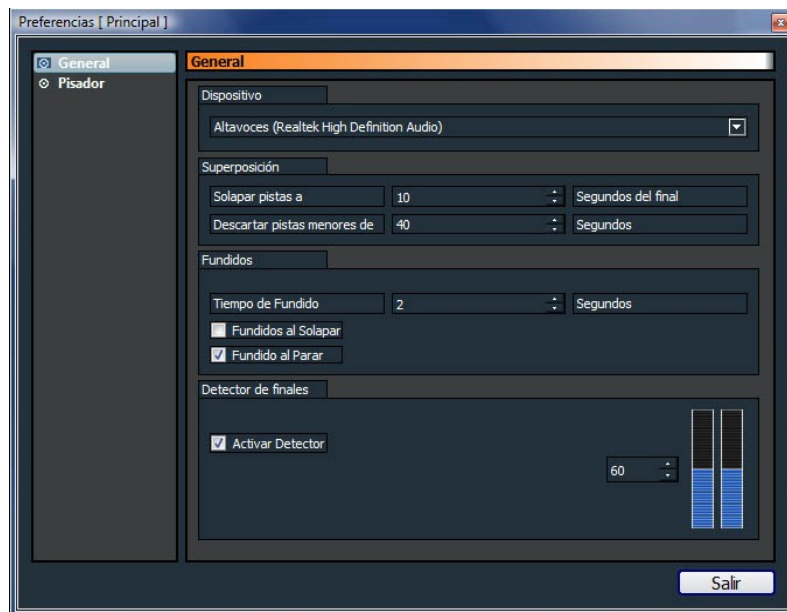 Preferencias [ Principal ]
General
Pisador
General
Dispositivo
Altavoces (Realtek High Definition Audio)
Superposición
Solapar pistas a 10 Segundos del final
Descartar pistas menores de 40 Segundos
Fundidos
Tiempo de Fundido 2 Segundos
Fundidos al Solapar
Fundido al Parar
Detector de finales
Activar Detector
60
Salir